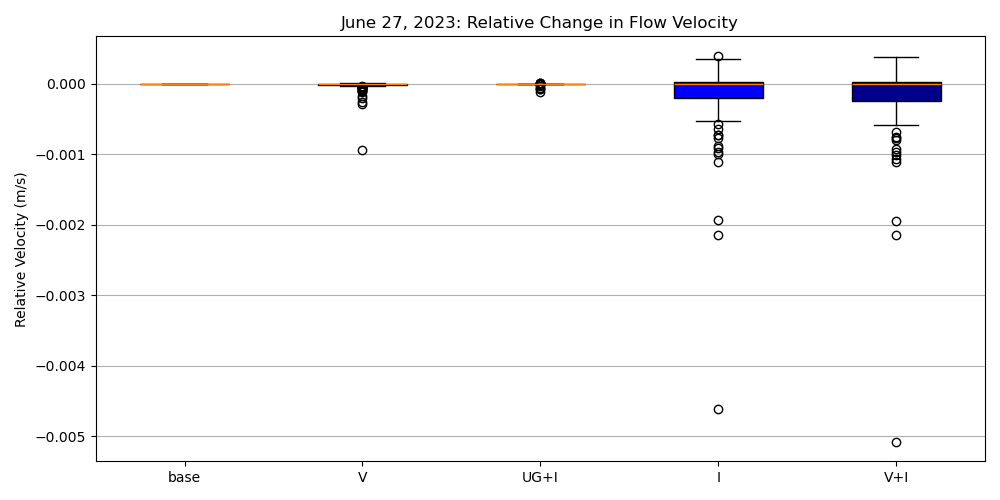 June 27, 2023: Relative Change in Flow Velocity
Relative Velocity (m/s)
0.000
−0.001
−0.002
−0.003
−0.004
−0.005
base V UG+I I V+I